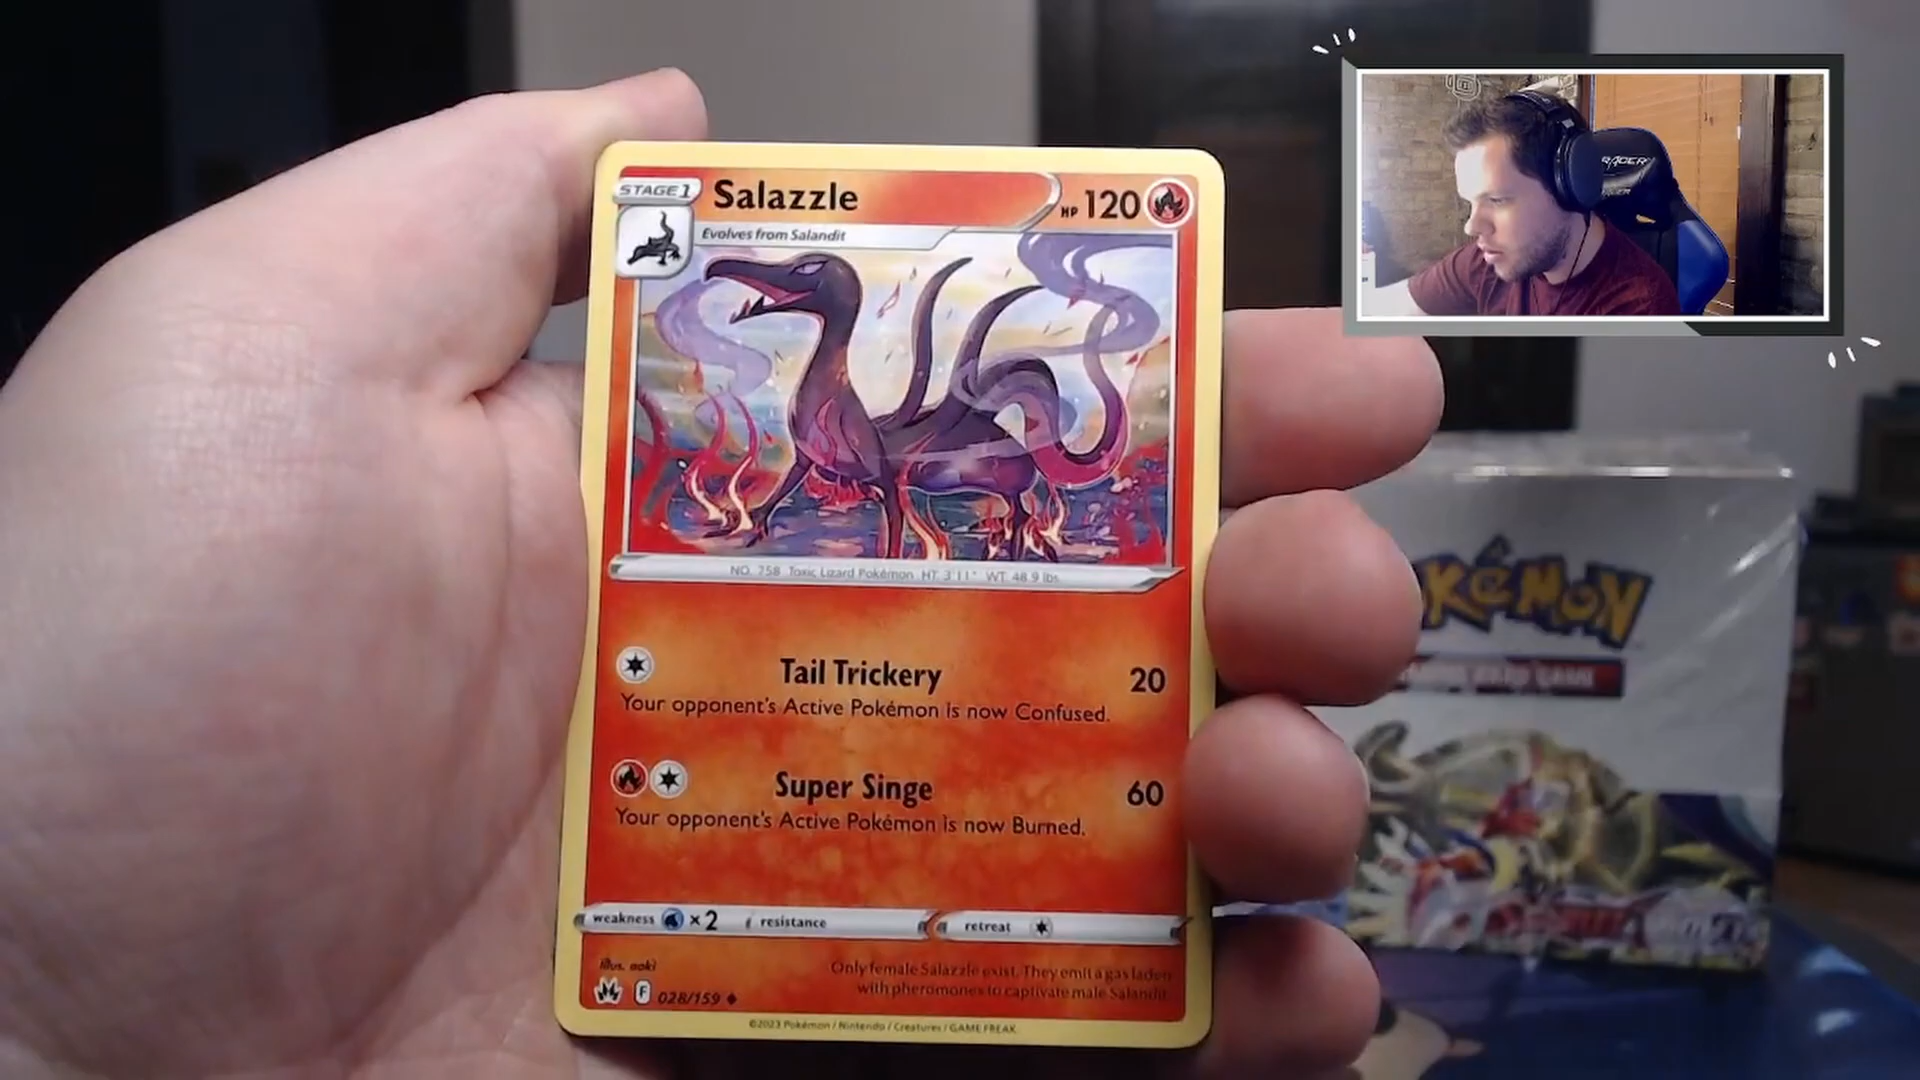 STAGE 1
Salazzle
HP 120
Evolves from Salandit
NO. 758 Toxic Lizard Pokémon HT. 3'11" WT. 48.9 lbs.
Tail Trickery 20
Your opponent's Active Pokémon is now Confused.
Super Singe 60
Your opponent's Active Pokémon is now Burned.
weakness ×2 resistance retreat
illus. aoki
Only female Salazzle exist. They emit a gas laden
with pheromones to captivate male Salandit.
F 028/159
©2023 Pokémon / Nintendo / Creatures / GAME FREAK
POKéMON